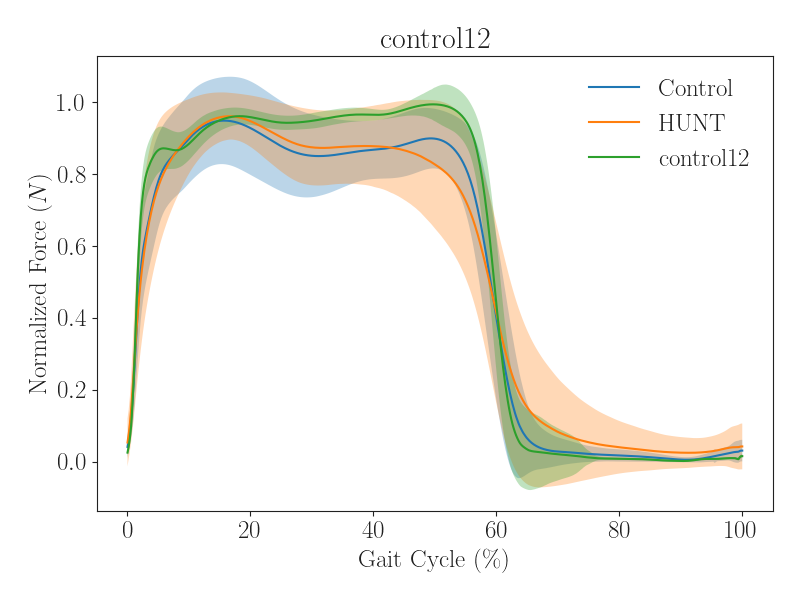 control12
Control
HUNT
control12
Normalized Force (N)
1.0
0.8
0.6
0.4
0.2
0.0
0
20
40
60
80
100
Gait Cycle (%)